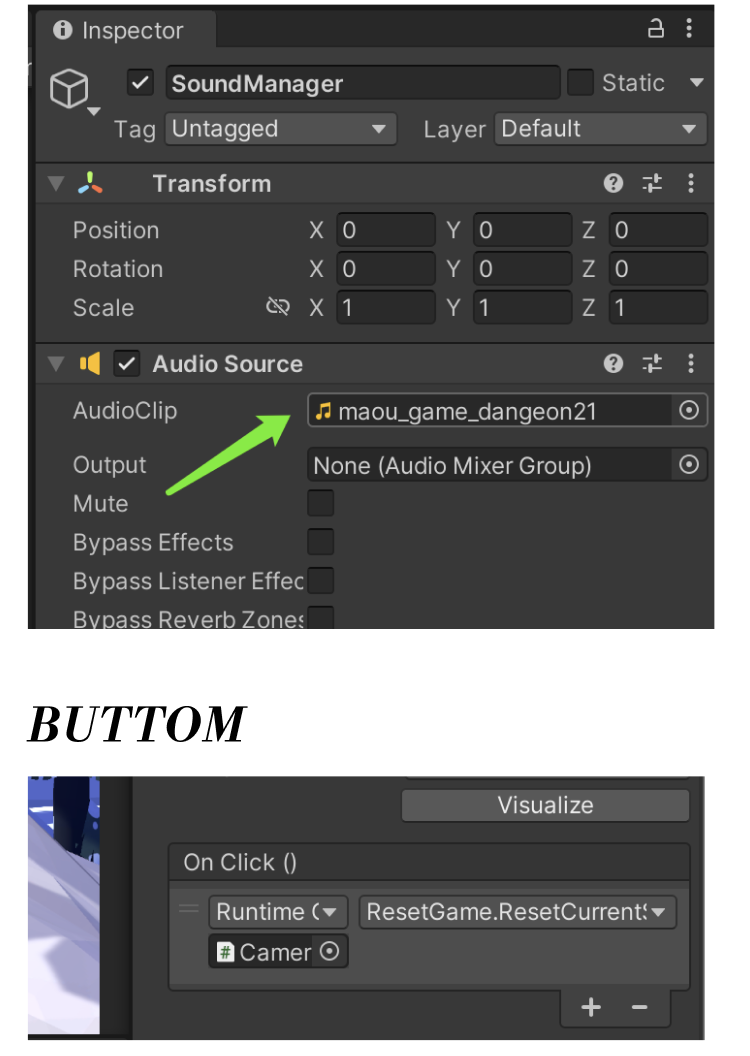 Inspector
SoundManager Static
Tag Untagged Layer Default
Transform
Position X 0 Y 0 Z 0
Rotation X 0 Y 0 Z 0
Scale X 1 Y 1 Z 1
Audio Source
AudioClip maou_game_dangeon21
Output None (Audio Mixer Group)
Mute
Bypass Effects
Bypass Listener Effec
Bypass Reverb Zones
BUTTOM
Visualize
On Click ()
Runtime ResetGame.ResetCurrent
# Camer